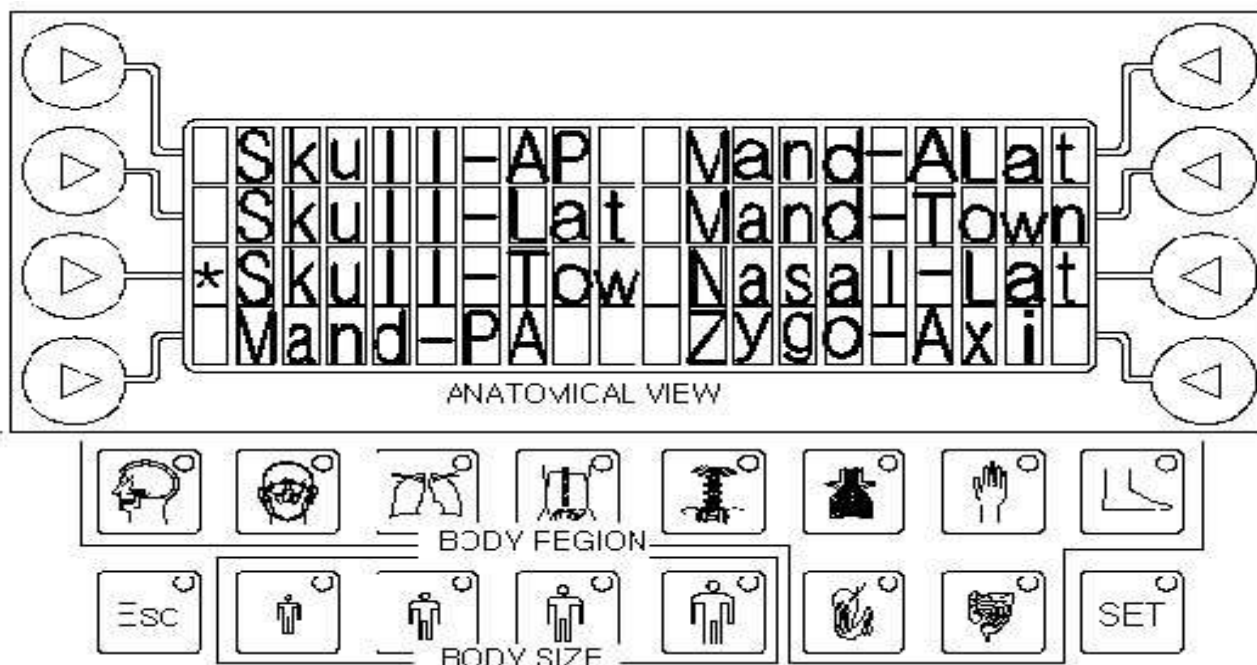 Skull-AP Mand-ALat
Skull-Lat Mand-Town
*Skull-Tow Nasal-Lat
Mand-PA Zygo-Axi
ANATOMICAL VIEW
BODY FEGION
Esc SET
BODY SIZE